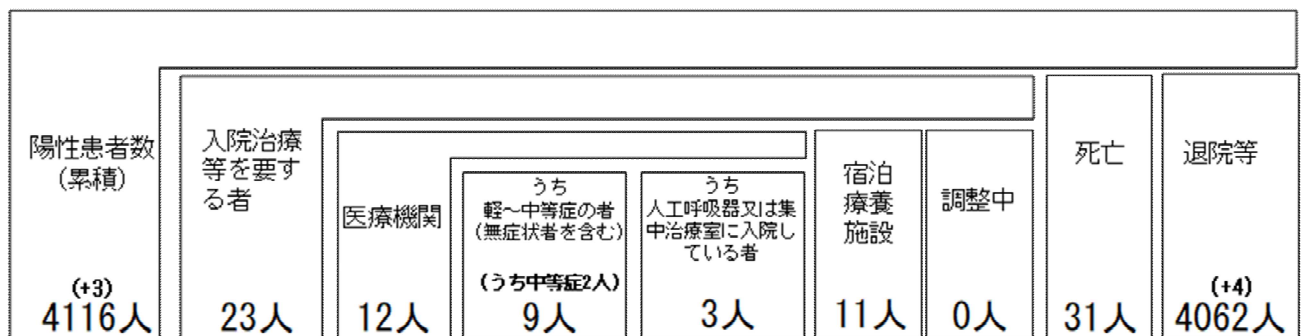 陽性患者数
(累積)
(+3)
4116人
入院治療
等を要す
る者
23人
医療機関
12人
うち
軽～中等症の者
(無症状者を含む)
(うち中等症2人)
9人
うち
人工呼吸器又は集
中治療室に入院し
ている者
3人
宿泊
療養
施設
11人
調整中
0人
死亡
31人
退院等
(+4)
4062人